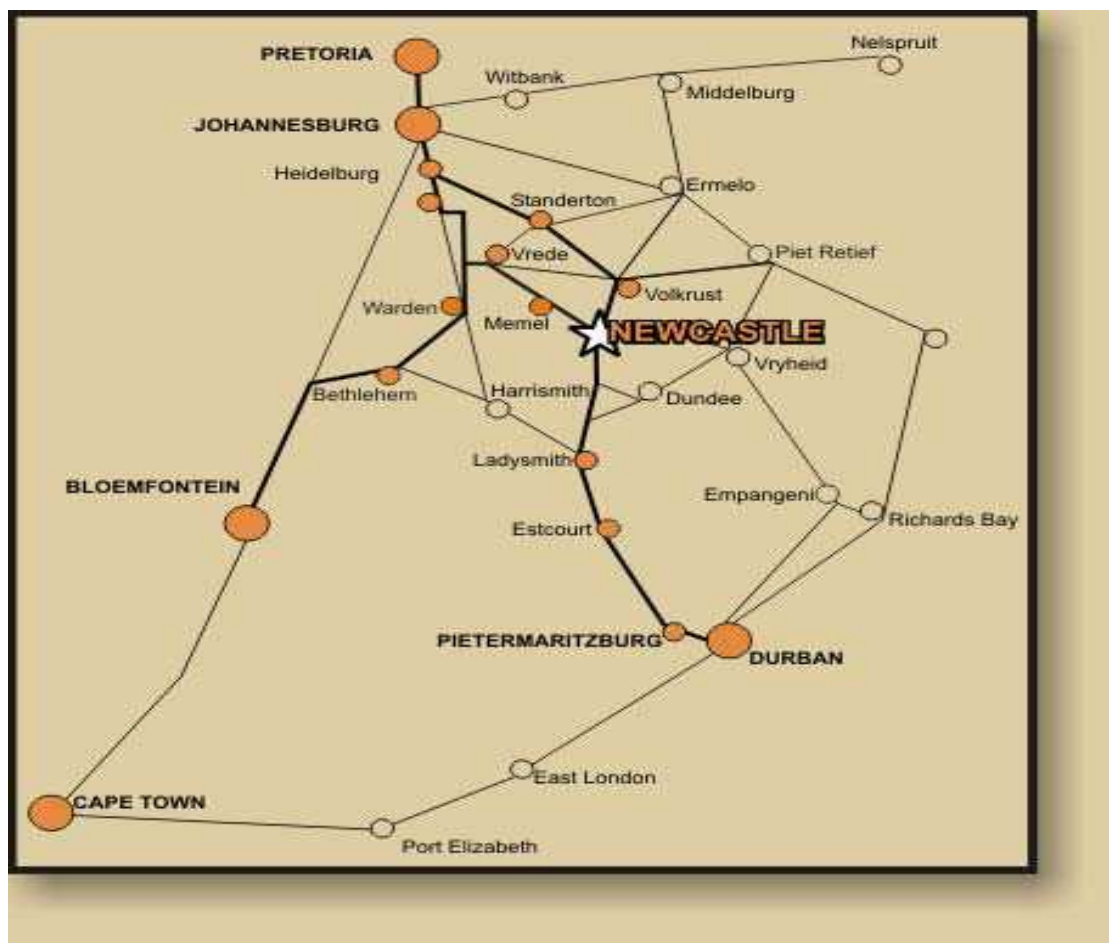 Nelspruit
PRETORIA
Witbank
Middelburg
JOHANNESBURG
Heidelburg
Ermelo
Standerton
Vrede
Piet Retief
Volkrust
Warden
Memel
NEWCASTLE
Vryheid
Bethlehem
Harrismith
Dundee
Ladysmith
BLOEMFONTEIN
Empangeni
Richards Bay
Estcourt
PIETERMARITZBURG
DURBAN
East London
CAPE TOWN
Port Elizabeth